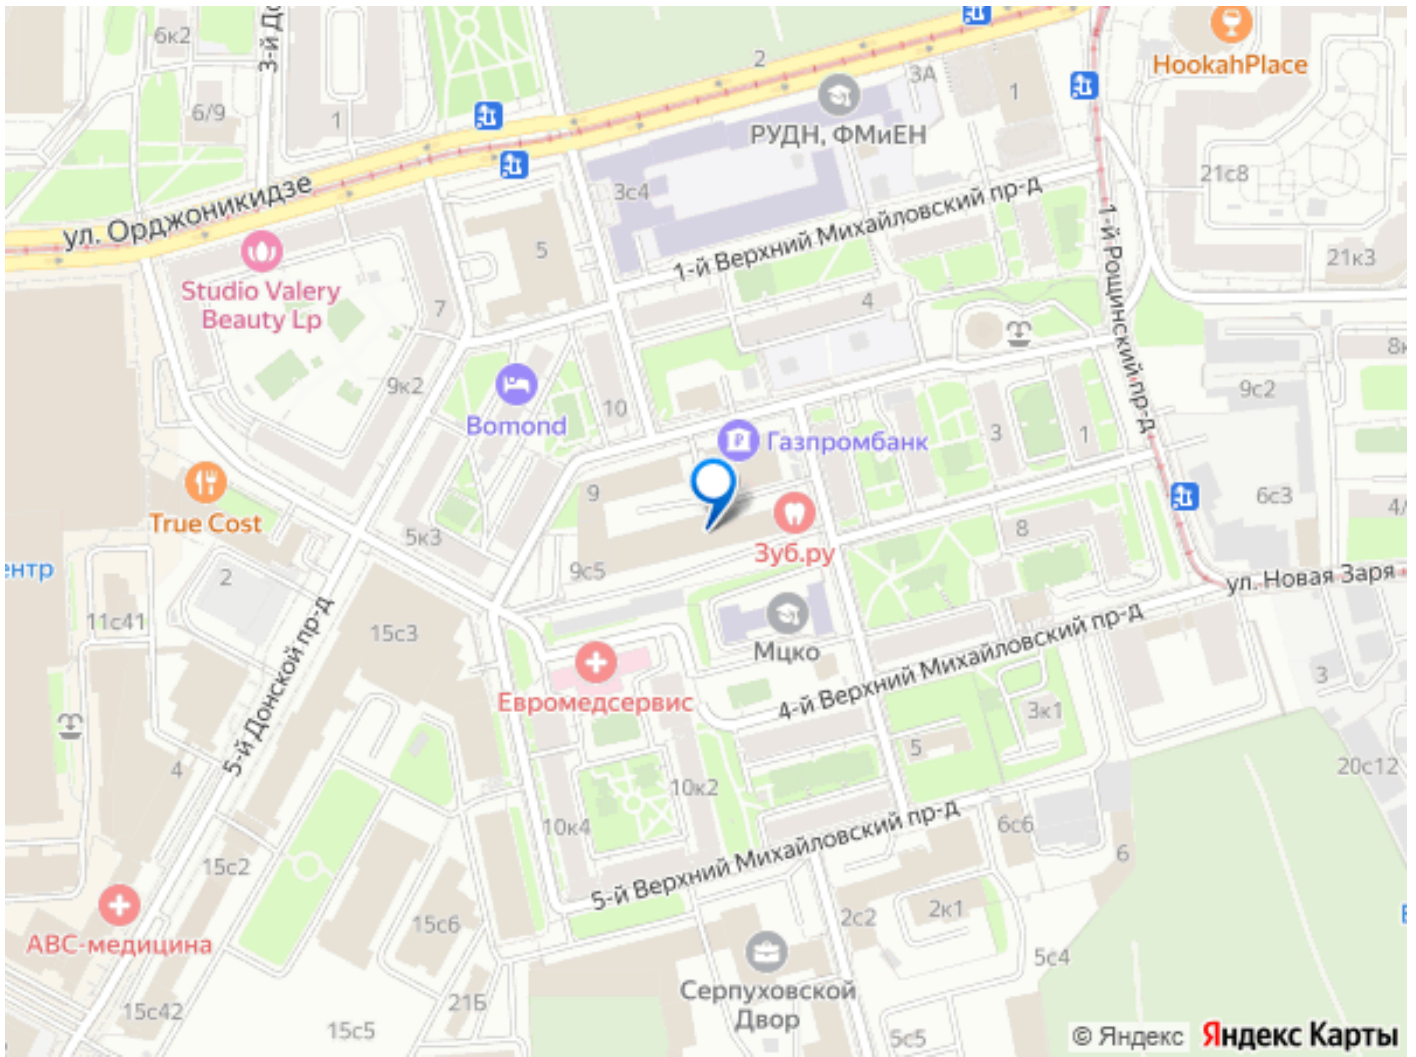 6к2
3-й До
2
3А
HookahPlace
6/9
1
1
РУДН, ФМиЕН
ул. Орджоникидзе
3с4
21с8
1-й Верхний Михайловский пр-д
1-й Рощинский пр-д
5
21к3
Studio Valery
Beauty Lp
7
4
8к
9к2
9с2
10
Bomond
Газпромбанк
3
1
9
6с3
True Cost
4/
5к3
8
Зуб.ру
ентр
9с5
2
ул. Новая Заря
11с41
15с3
5-й Донской пр-д
Мцко
4-й Верхний Михайловский пр-д
3
Евромедсервис
3к1
5
4
20с12
10к2
10к4
5-й Верхний Михайловский пр-д
6с6
6
15с2
15с6
2с2
2к1
АВС-медицина
5с4
Серпуховской
Двор
15с42
21Б
15с5
5с5
© Яндекс
Яндекс Карты